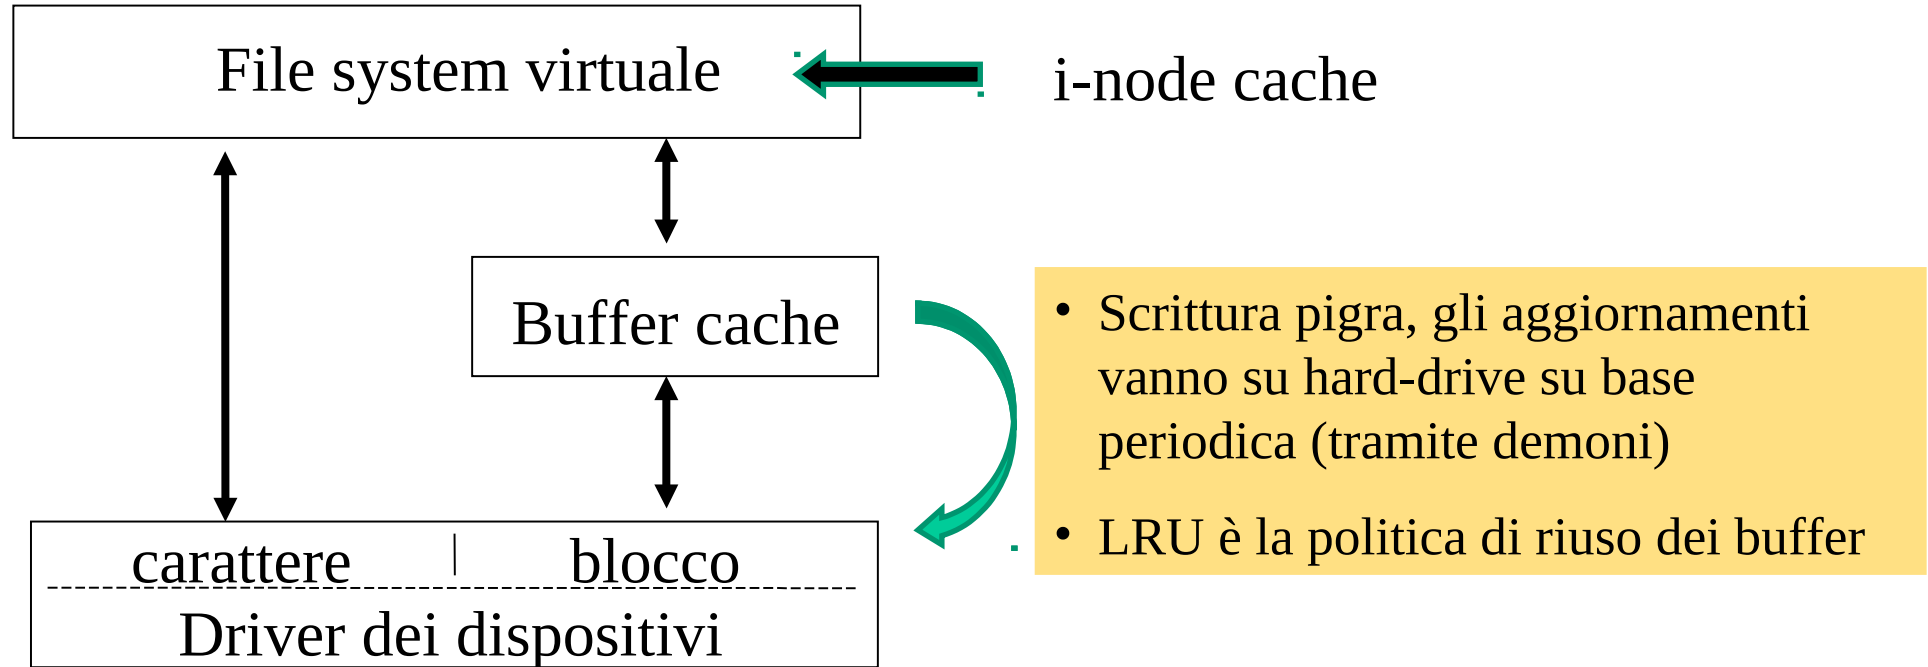 File system virtuale
i-node cache
Buffer cache
• Scrittura pigra, gli aggiornamenti
vanno su hard-drive su base
periodica (tramite demoni)
• LRU è la politica di riuso dei buffer
carattere
blocco
Driver dei dispositivi